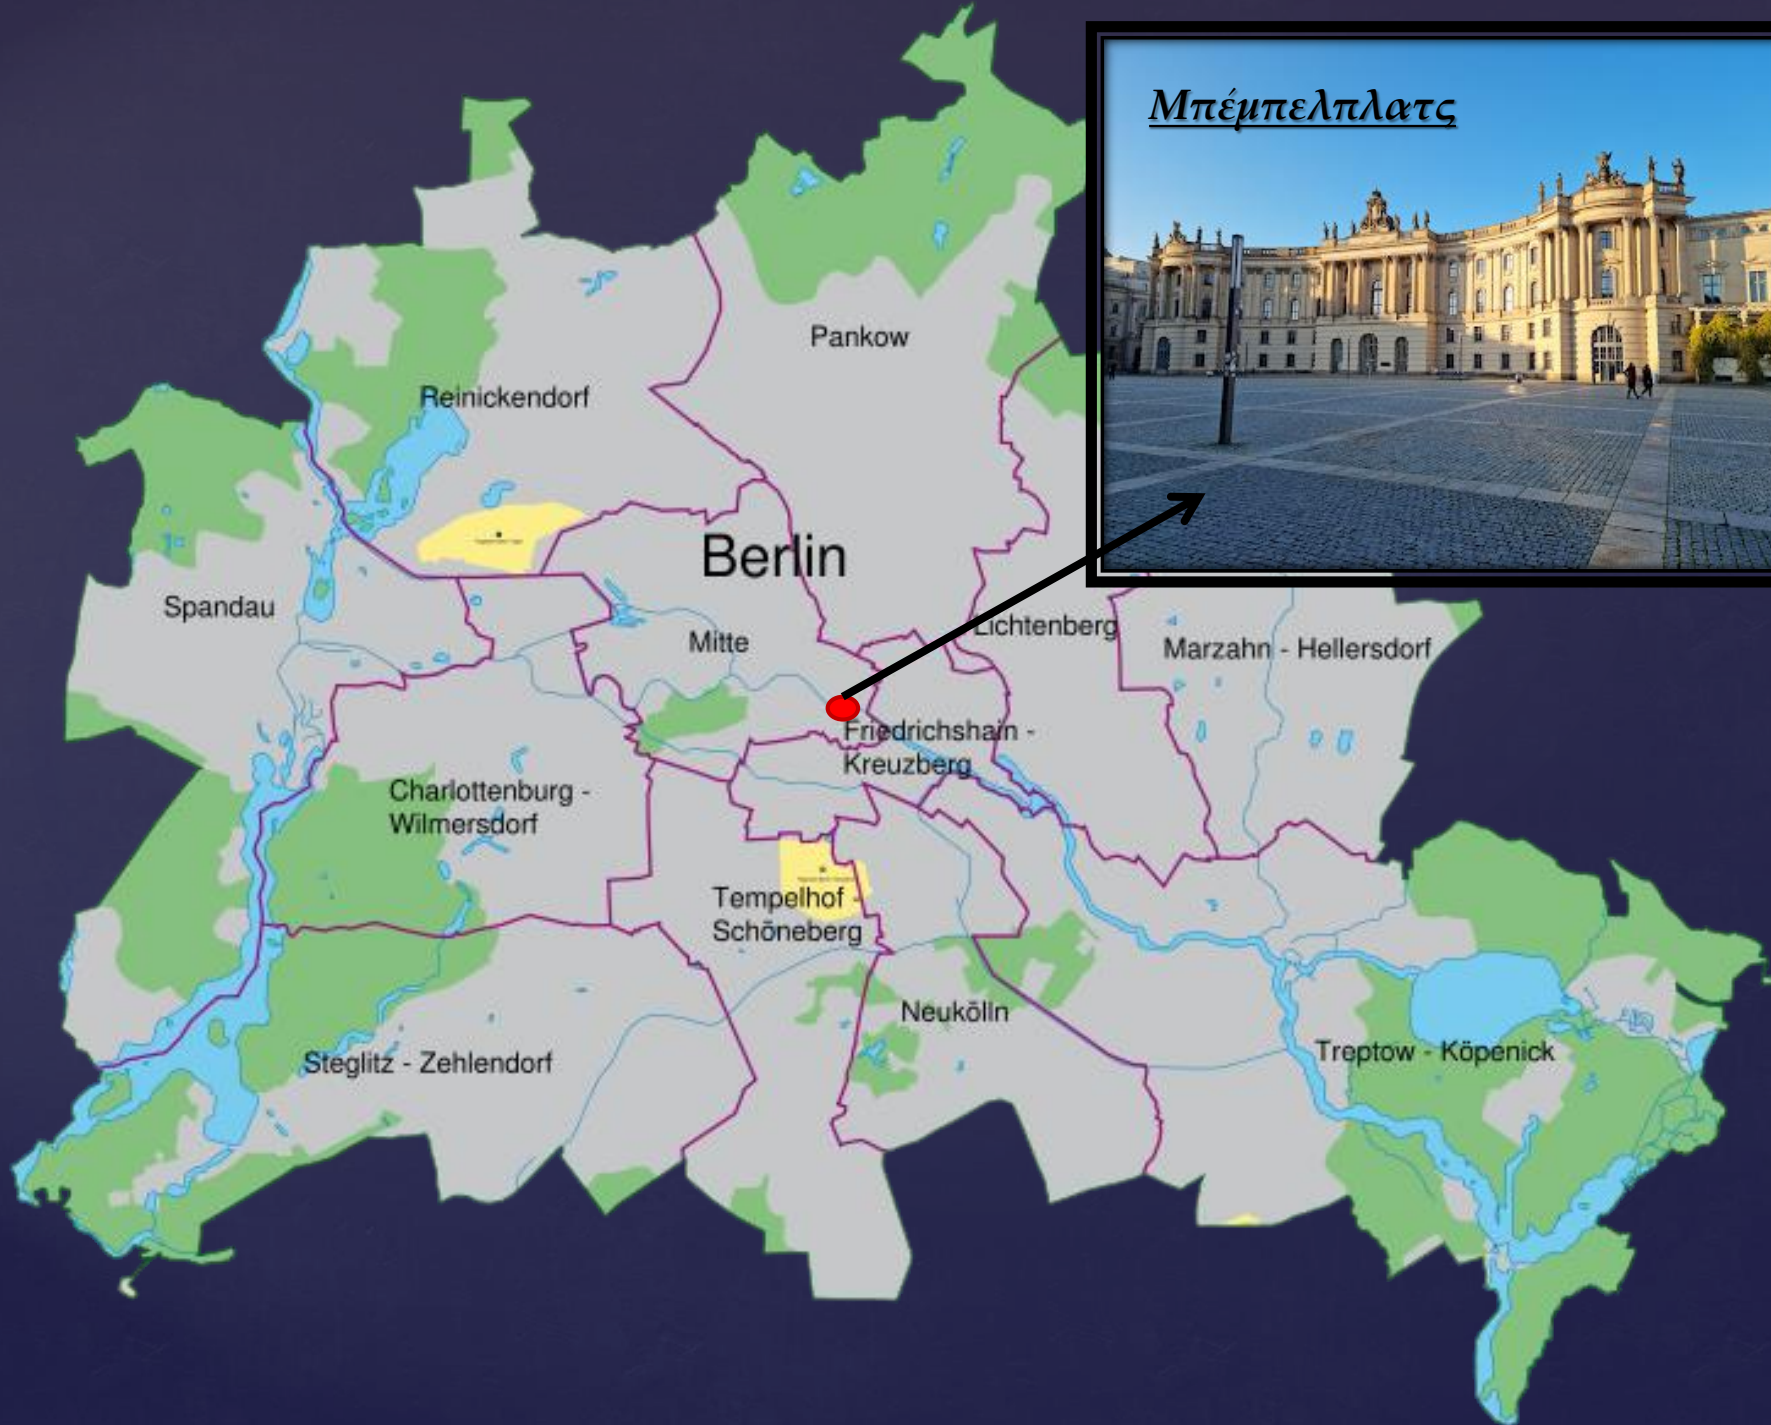 Μπέμπελπλατς
Pankow
Reinickendorf
Berlin
Spandau
Mitte
Lichtenberg
Marzahn - Hellersdorf
Friedrichshain -
Kreuzberg
Charlottenburg -
Wilmersdorf
Tempelhof -
Schöneberg
Neukölln
Steglitz - Zehlendorf
Treptow - Köpenick